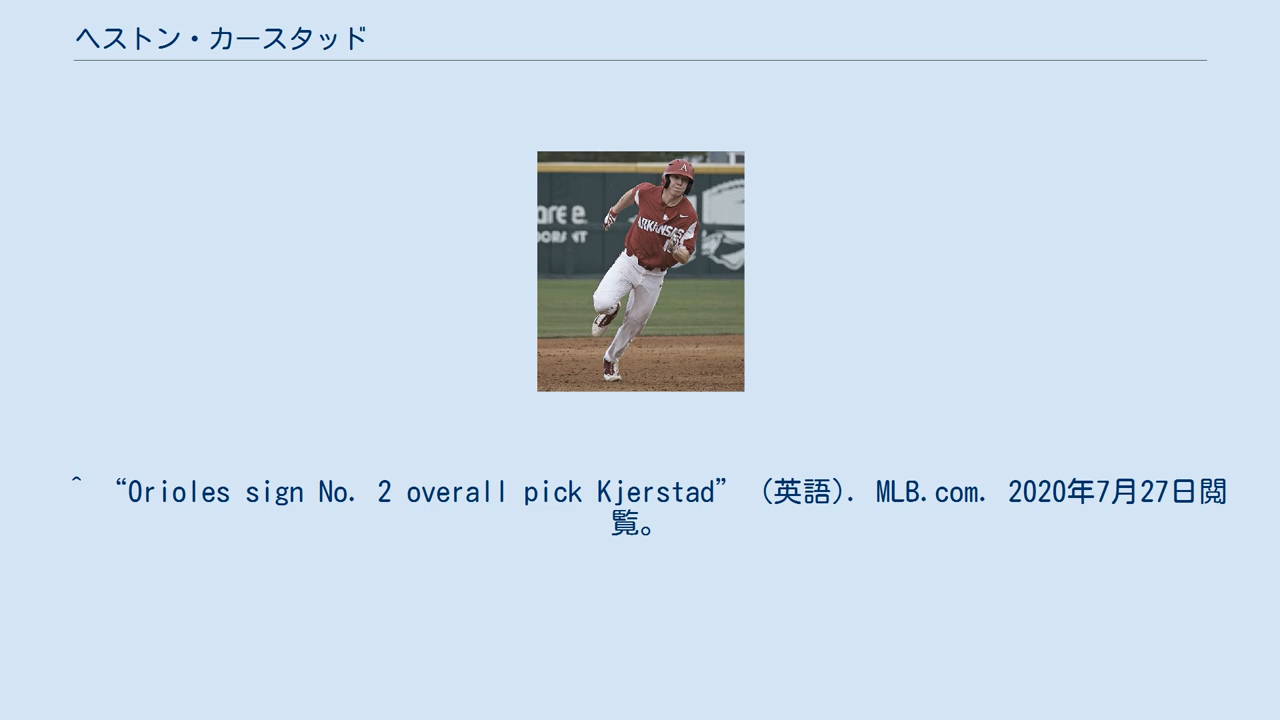 ヘストン・カースタッド
ARKANSAS
^ “Orioles sign No. 2 overall pick Kjerstad” （英語）. MLB.com. 2020年7月27日閲
覧。